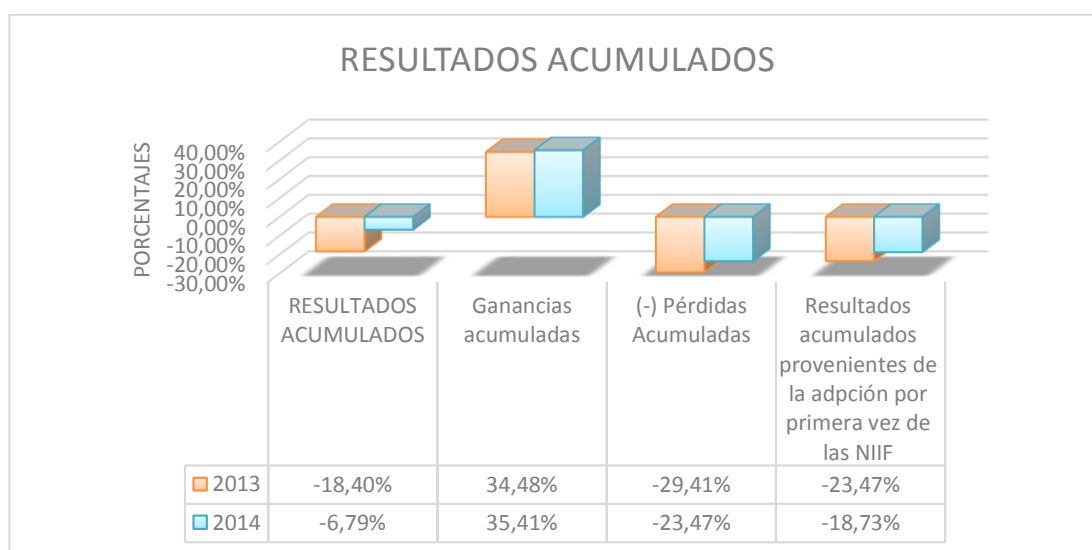 RESULTADOS ACUMULADOS
PORCENTAJES
40,00%
30,00%
20,00%
10,00%
0,00%
-10,00%
-20,00%
-30,00%
RESULTADOS
ACUMULADOS
Ganancias
acumuladas
(-) Pérdidas
Acumuladas
Resultados
acumulados
provenientes de
la adpción por
primera vez de
las NIIF
2013 -18,40% 34,48% -29,41% -23,47%
2014 -6,79% 35,41% -23,47% -18,73%